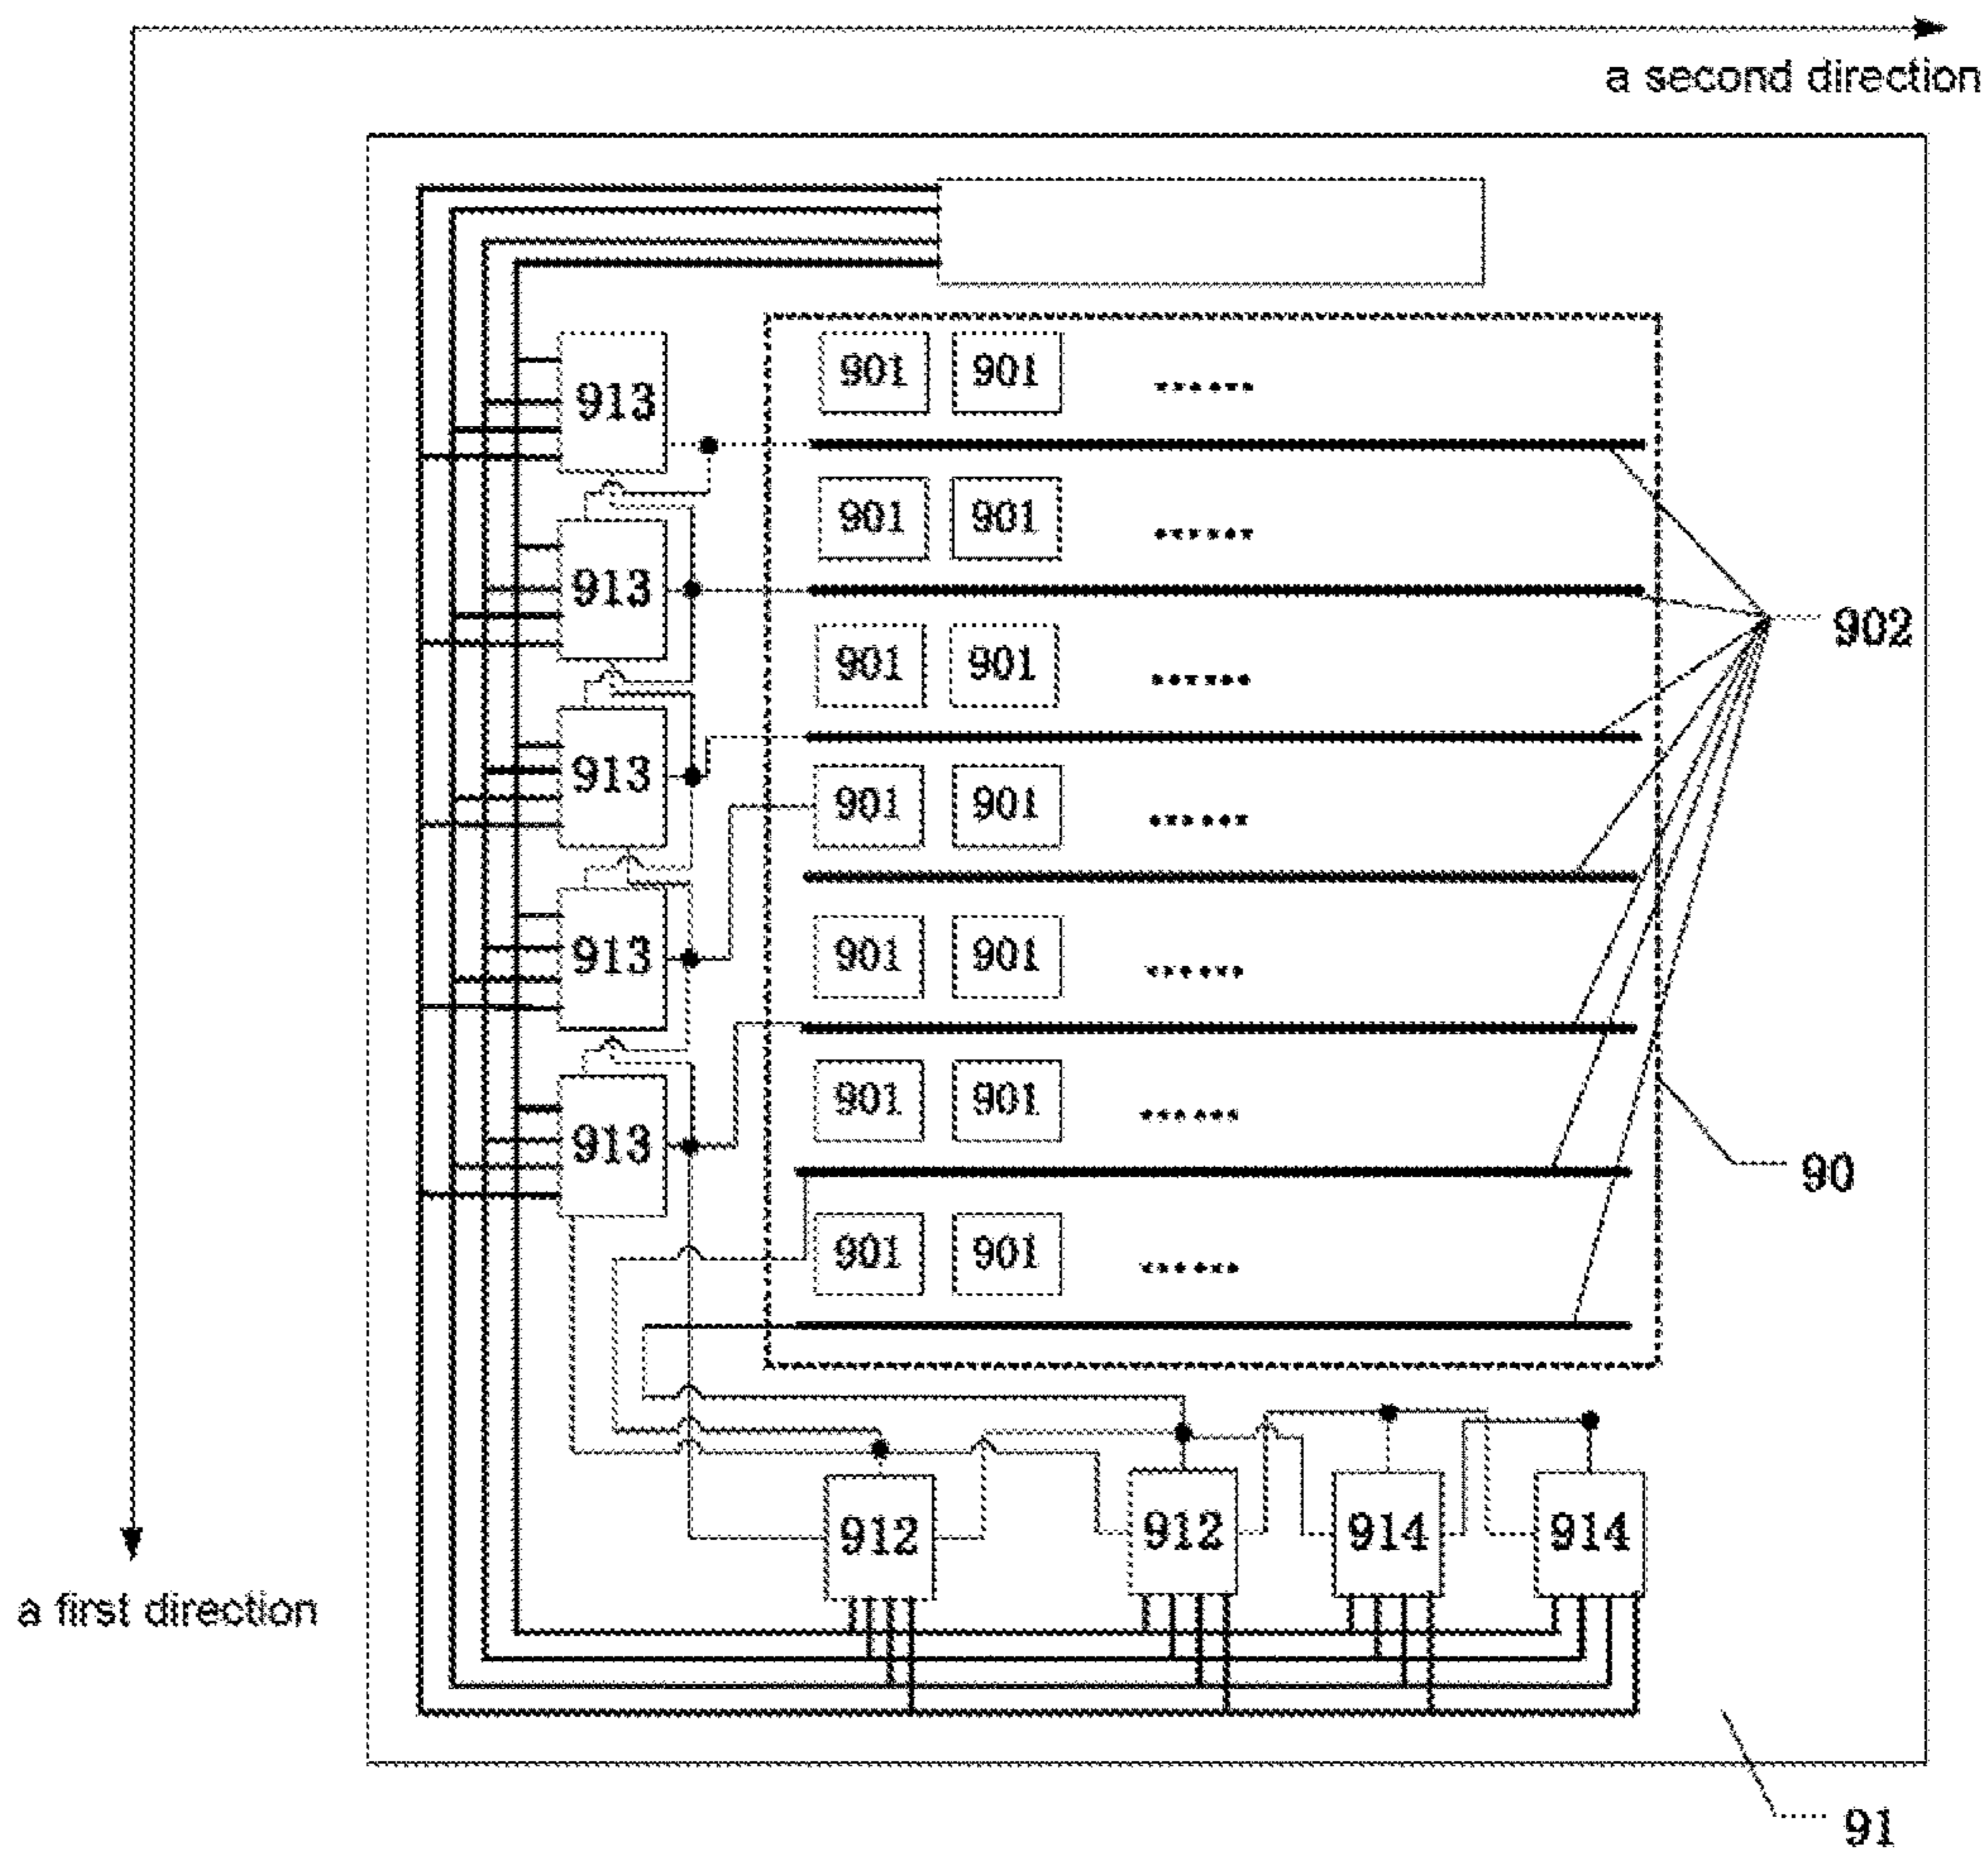 a second direction
913 901 901 ......
913 901 901 ......
902
913 901 901 ......
901 901 ......
913 901 901 ......
913 901 901 ......
90
901 901 ......
912 912 914 914
a first direction
91